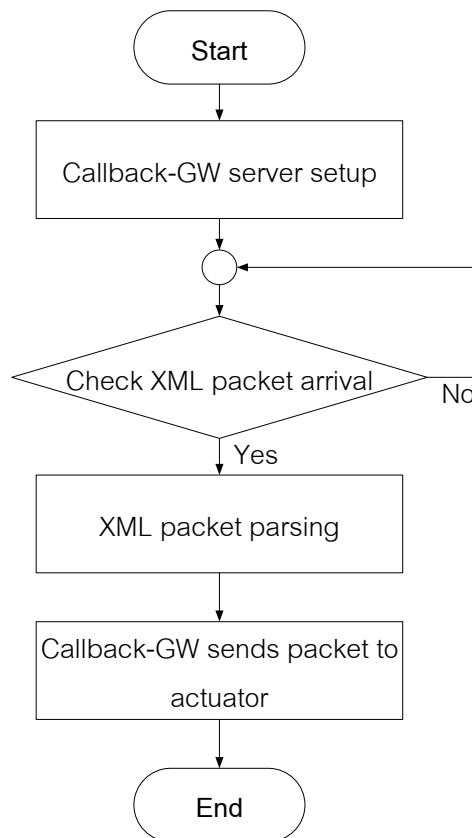 Start
Callback-GW server setup
Check XML packet arrival
No
Yes
XML packet parsing
Callback-GW sends packet to
actuator
End